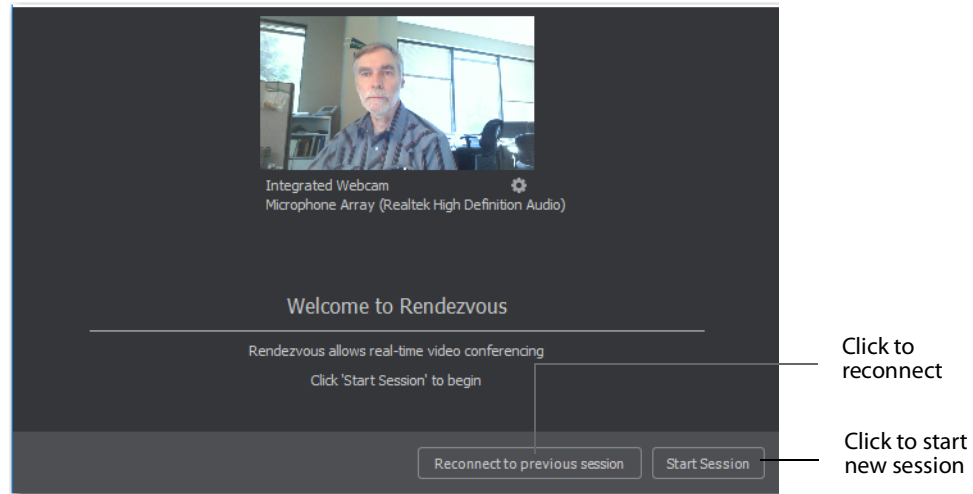 Integrated Webcam
Microphone Array (Realtek High Definition Audio)
Welcome to Rendezvous
Rendezvous allows real-time video conferencing
Click 'Start Session' to begin
Click to
reconnect
Reconnect to previous session
Start Session
Click to start
new session